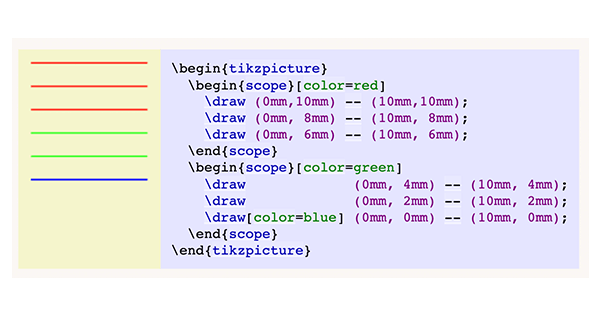 \begin{tikzpicture}
  \begin{scope}[color=red]
    \draw (0mm,10mm) -- (10mm,10mm);
    \draw (0mm, 8mm) -- (10mm, 8mm);
    \draw (0mm, 6mm) -- (10mm, 6mm);
  \end{scope}
  \begin{scope}[color=green]
    \draw             (0mm, 4mm) -- (10mm, 4mm);
    \draw             (0mm, 2mm) -- (10mm, 2mm);
    \draw[color=blue] (0mm, 0mm) -- (10mm, 0mm);
  \end{scope}
\end{tikzpicture}